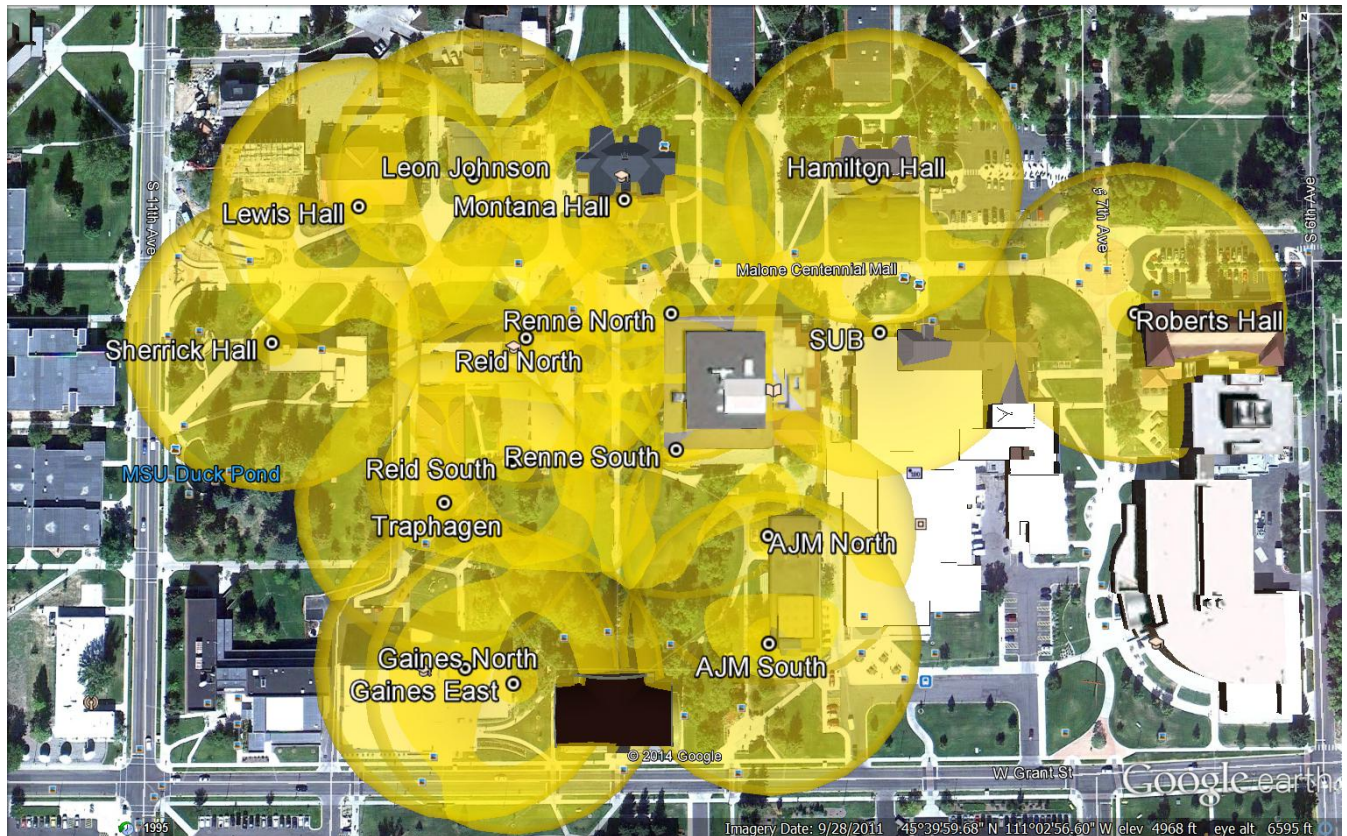 Leon Johnson
Hamilton Hall
Lewis Hall
Montana Hall
S 11th Ave
S 7th Ave
S 6th Ave
Malone Centennial Mall
Renne North
SUB
Roberts Hall
Sherrick Hall
Reid North
Reid South
Renne South
MSU Duck Pond
Traphagen
AJM North
Gaines North
AJM South
Gaines East
© 2014 Google
W Grant St
Google earth
1995
Imagery Date: 9/28/2011 45°39'59.68" N 111°02'56.60" W elev 4968 ft eye alt 6595 ft
N